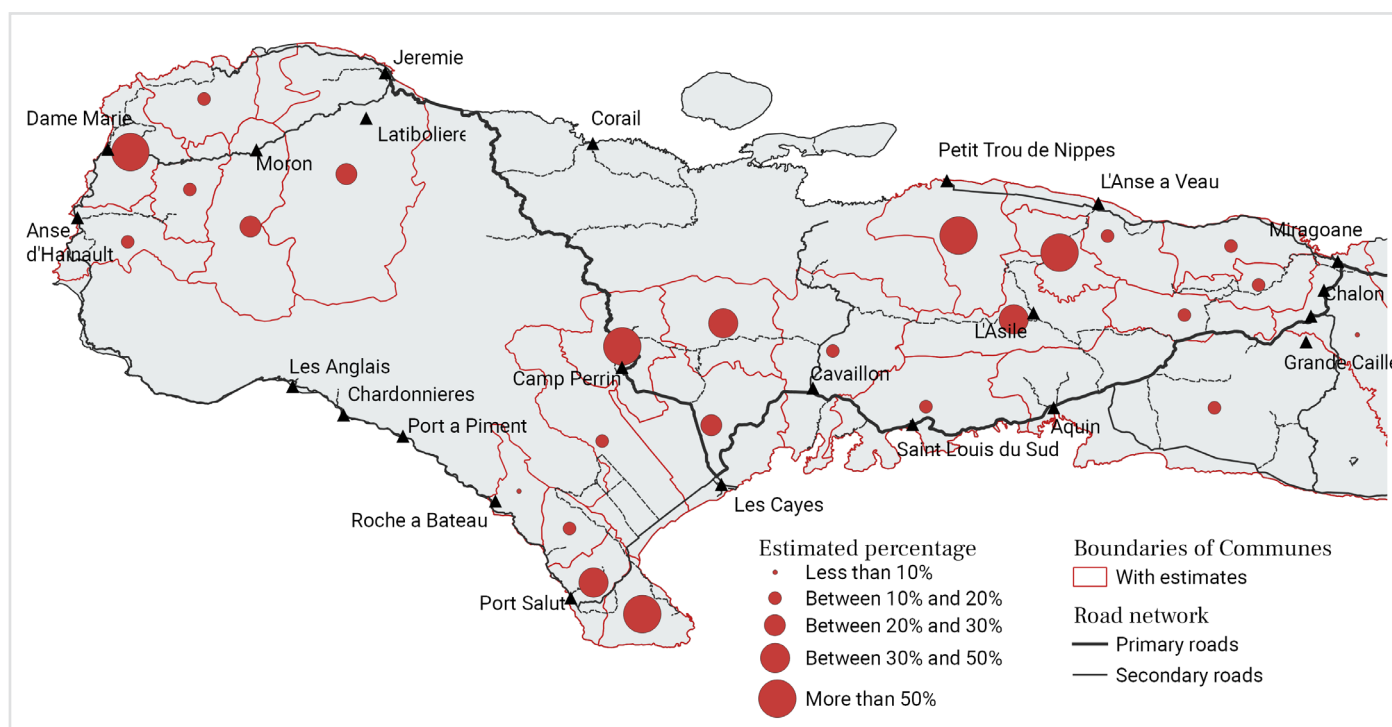 Jeremie
Dame Marie
Latiboliere
Corail
Moron
Petit Trou de Nippes
L'Anse a Veau
Anse
d'Hainault
Miragoane
Chalon
L'Asile
Grande Caille
Les Anglais
Camp Perrin
Cavaillon
Chardonnieres
Port a Piment
Aquin
Saint Louis du Sud
Roche a Bateau
Les Cayes
Port Salut
Estimated percentage
Less than 10%
Between 10% and 20%
Between 20% and 30%
Between 30% and 50%
More than 50%
Boundaries of Communes
With estimates
Road network
Primary roads
Secondary roads